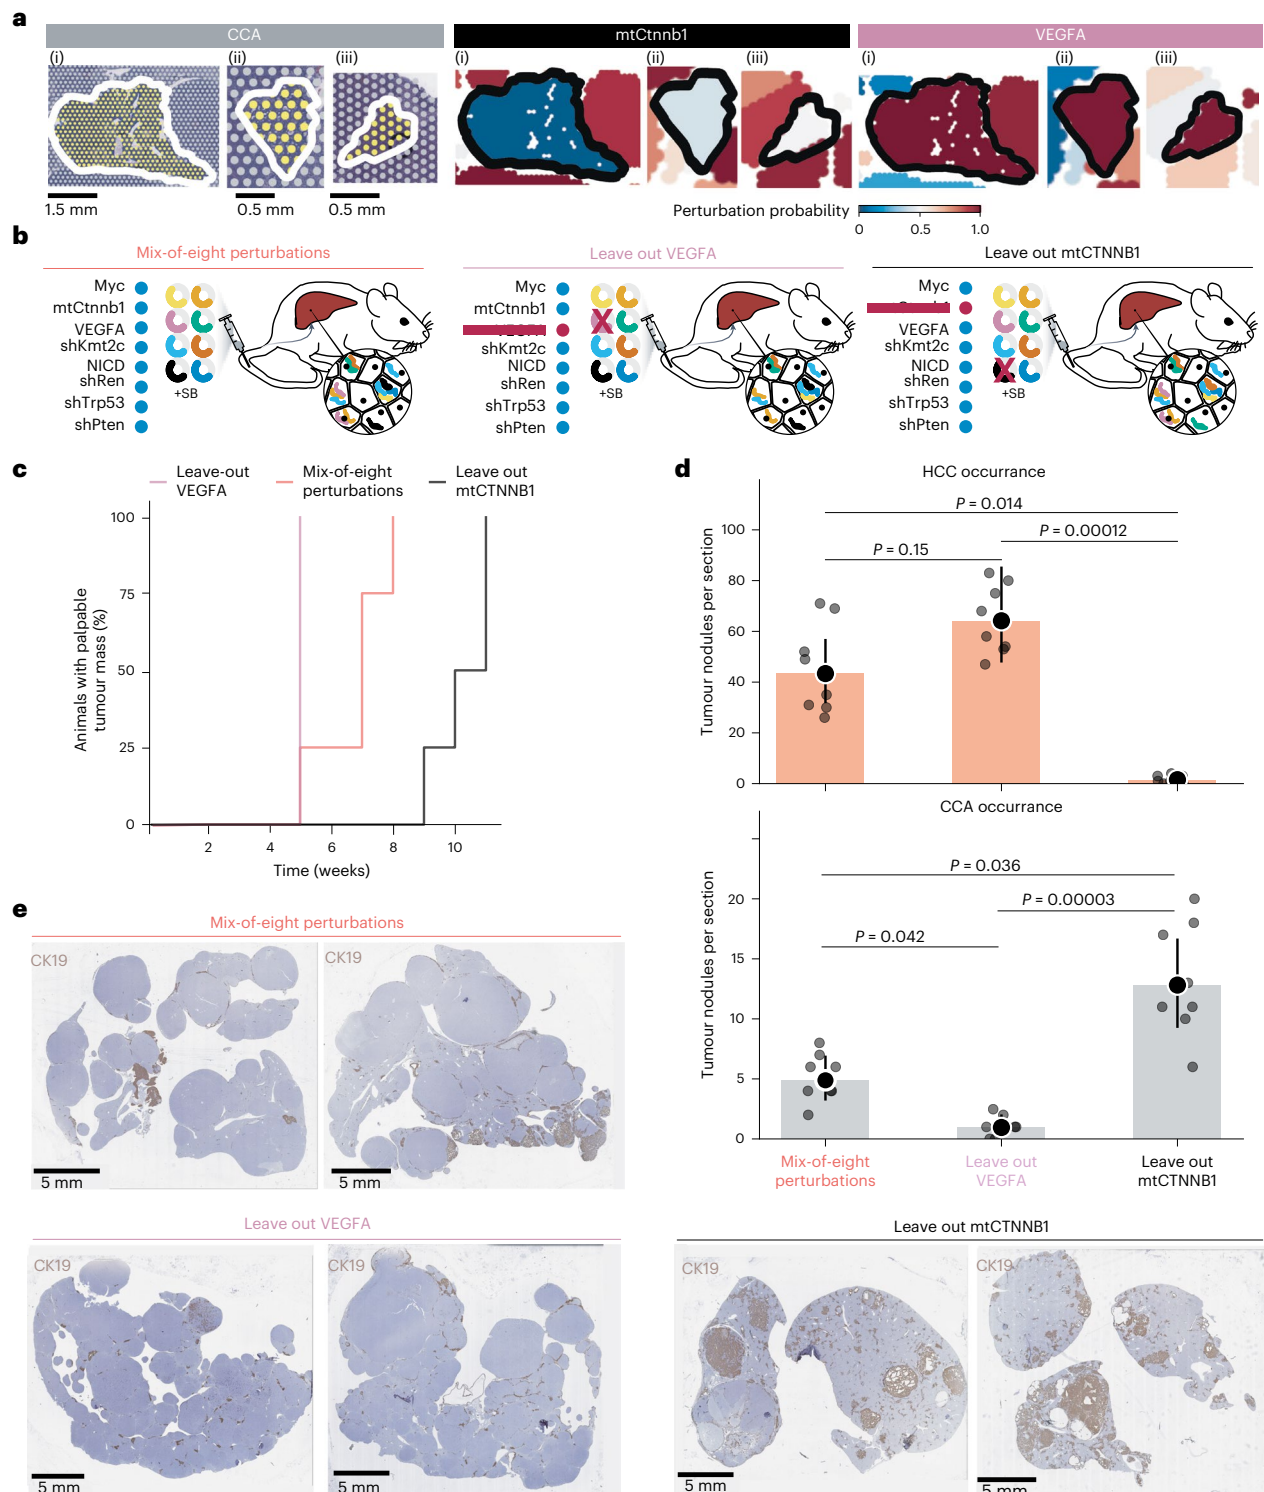 a
CCA
mtCtnnb1
VEGFA
(i)
(ii)
(iii)
(i)
(ii)
(iii)
(i)
(ii)
(iii)
1.5 mm
0.5 mm
0.5 mm
Perturbation probability
0
0.5
1.0
b
Mix-of-eight perturbations
Leave out VEGFA
Leave out mtCTNNB1
Myc
mtCtnnb1
VEGFA
shKmt2c
NICD
shRen
shTrp53
shPten
+SB
Myc
mtCtnnb1
shKmt2c
NICD
shRen
shTrp53
shPten
X
+SB
Myc
VEGFA
shKmt2c
NICD
shRen
shTrp53
shPten
X
+SB
c
Leave-out
VEGFA
Mix-of-eight
perturbations
Leave out
mtCTNNB1
Animals with palpable
tumour mass (%)
100
75
50
25
0
2
4
6
8
10
Time (weeks)
d
HCC occurrance
P = 0.014
P = 0.00012
P = 0.15
Tumour nodules per section
100
80
60
40
20
0
CCA occurrance
P = 0.036
P = 0.00003
P = 0.042
Tumour nodules per section
20
15
10
5
0
Mix-of-eight
perturbations
Leave out
VEGFA
Leave out
mtCTNNB1
e
Mix-of-eight perturbations
CK19
CK19
5 mm
5 mm
Leave out VEGFA
CK19
CK19
5 mm
5 mm
Leave out mtCTNNB1
CK19
CK19
5 mm
5 mm